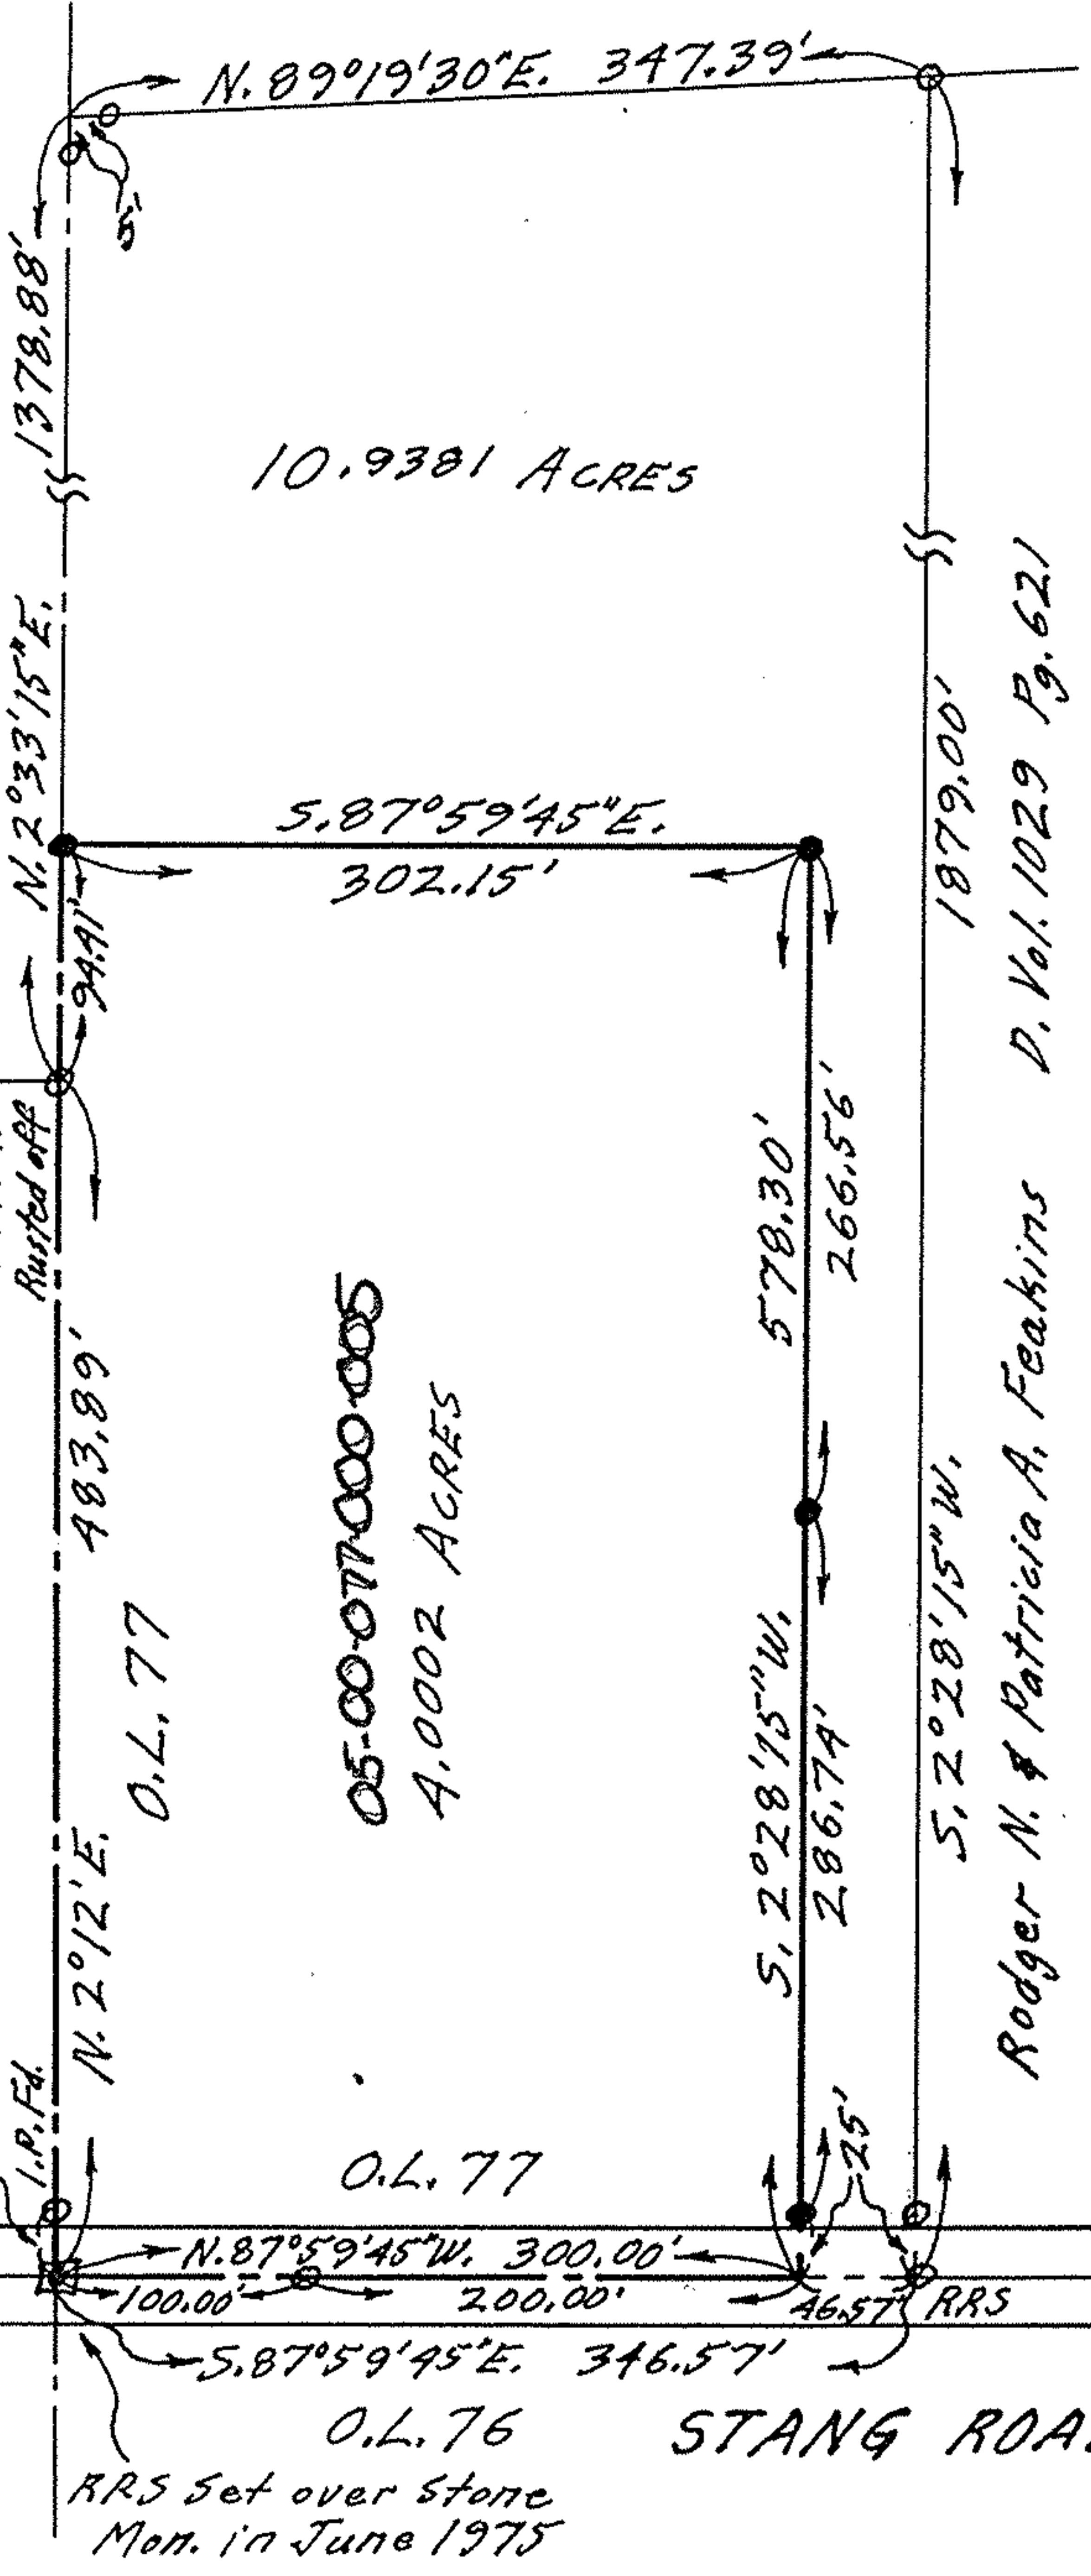 N. 89°19'30"E. 347.39'
5'
1378.88'
10.9381 ACRES
N. 2°33'15"E.
S. 87°59'45"E.
302.15'
94.41'
Rusted off
1879.00'
D. Vol. 1029 Pg. 621
578.30'
266.56'
483.89'
05-00-077-000-005
4.0002 ACRES
O.L. 77
S. 2°28'15"W.
286.74'
S. 2°28'15"W.
Rodger N. & Patricia A. Feakins
N. 2°12'E.
I.P. Fd.
25'
O.L. 77
N. 87°59'45"W. 300.00'
100.00' 200.00' 46.57' RRS
S. 87°59'45"E. 346.57'
O.L. 76
STANG ROA
RRS Set over Stone
Mon. in June 1975